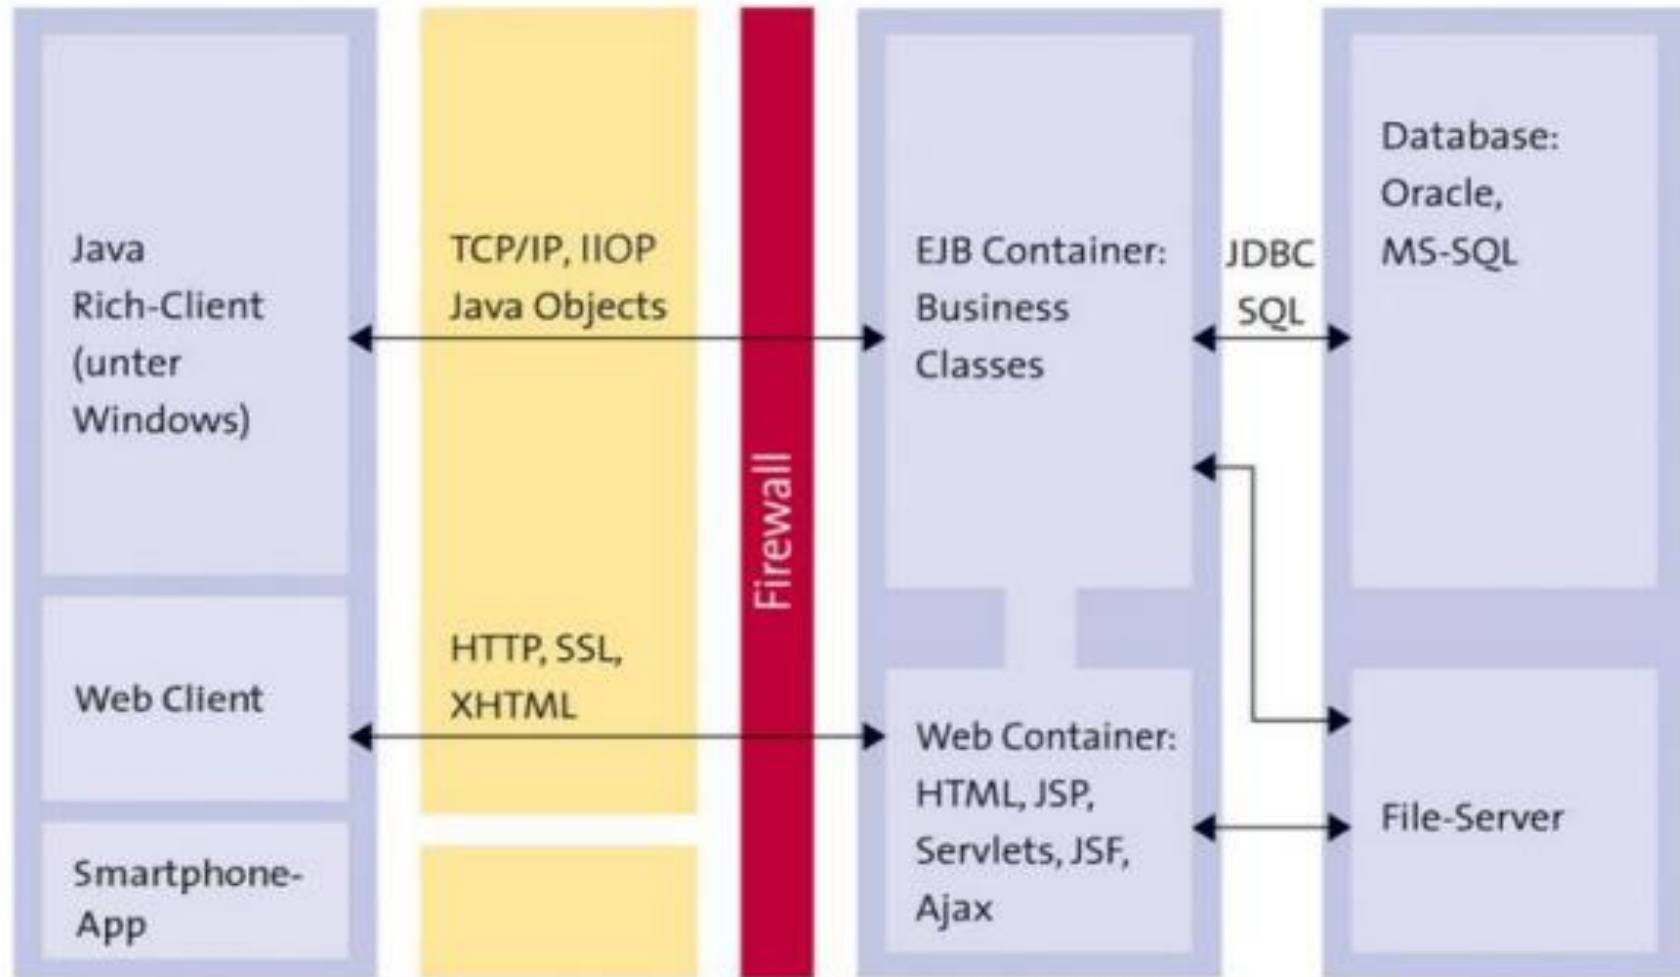 Java
Rich-Client
(unter
Windows)
Web Client
Smartphone-
App
TCP/IP, IIOP
Java Objects
HTTP, SSL,
XHTML
Firewall
EJB Container:
Business
Classes
Web Container:
HTML, JSP,
Servlets, JSF,
Ajax
JDBC
SQL
Database:
Oracle,
MS-SQL
File-Server